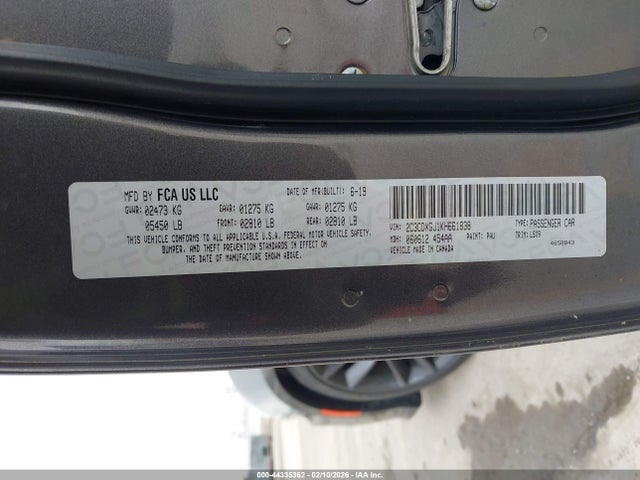 MFD BY FCA US LLC DATE OF MFR(BUILT): 6-19
GVWR: 02473 KG GAWR: 01275 KG GAWR: 01275 KG
05450 LB FRONT: 02810 LB REAR: 02810 LB
THIS VEHICLE CONFORMS TO ALL APPLICABLE U.S.A. FEDERAL MOTOR VEHICLE SAFETY,
BUMPER, AND THEFT PREVENTION STANDARDS IN EFFECT ON
THE DATE OF MANUFACTURE SHOWN ABOVE.
VIN: 2C3CDXGJ1KH661838 TYPE: PASSENGER CAR
MDH: 060612 454AA PAINT: PAU TRIM: LSX9
VEHICLE MADE IN CANADA
4658843
000-44335362 - 02/10/2026 - IAA Inc.